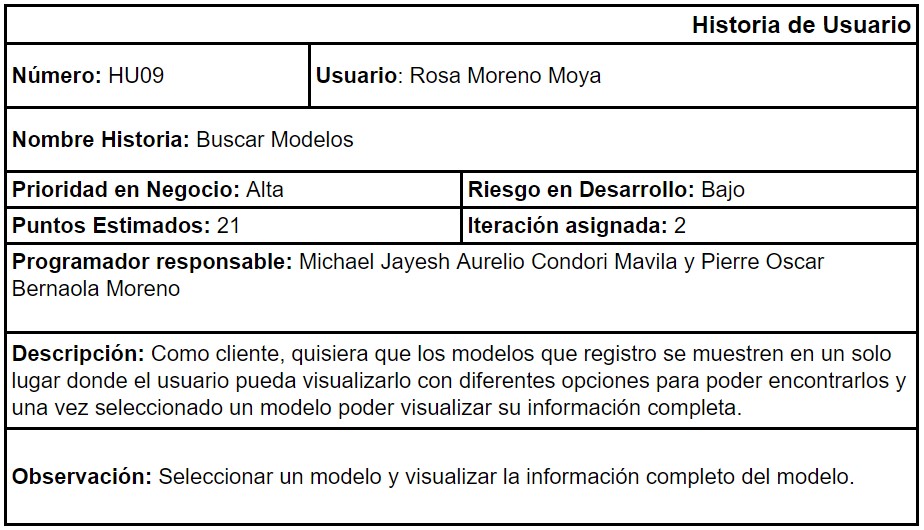 Historia de Usuario
Número: HU09
Usuario: Rosa Moreno Moya
Nombre Historia: Buscar Modelos
Prioridad en Negocio: Alta
Riesgo en Desarrollo: Bajo
Puntos Estimados: 21
Iteración asignada: 2
Programador responsable: Michael Jayesh Aurelio Condori Mavila y Pierre Oscar
Bernaola Moreno
Descripción: Como cliente, quisiera que los modelos que registro se muestren en un solo
lugar donde el usuario pueda visualizarlo con diferentes opciones para poder encontrarlos y
una vez seleccionado un modelo poder visualizar su información completa.
Observación: Seleccionar un modelo y visualizar la información completo del modelo.